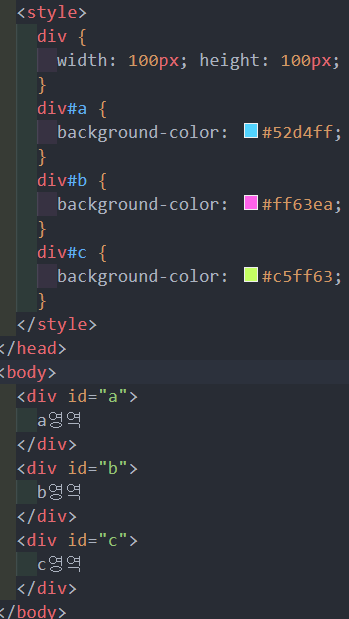 <style>
div {
width: 100px; height: 100px;
}
div#a {
background-color: #52d4ff;
}
div#b {
background-color: #ff63ea;
}
div#c {
background-color: #c5ff63;
}
</style>
</head>
<body>
<div id="a">
a영역
</div>
<div id="b">
b영역
</div>
<div id="c">
c영역
</div>
</body>